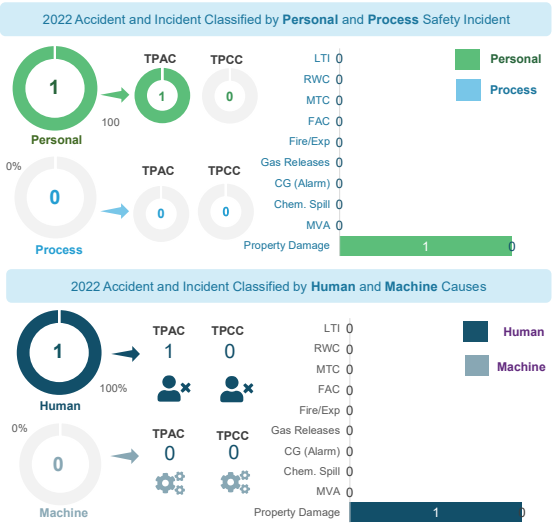 2022 Accident and Incident Classified by Personal and Process Safety Incident
TPAC TPCC
1
1
0
100
Personal
0%
TPAC TPCC
0
0
0
Process
LTI 0
RWC 0
MTC 0
FAC 0
Fire/Exp 0
Gas Releases 0
CG (Alarm) 0
Chem. Spill 0
MVA 0
Property Damage 1 0
Personal
Process
2022 Accident and Incident Classified by Human and Machine Causes
TPAC TPCC
1
1 0
100%
Human
0%
TPAC TPCC
0
0 0
Machine
LTI 0
RWC 0
MTC 0
FAC 0
Fire/Exp 0
Gas Releases 0
CG (Alarm) 0
Chem. Spill 0
MVA 0
Property Damage 1 0
Human
Machine